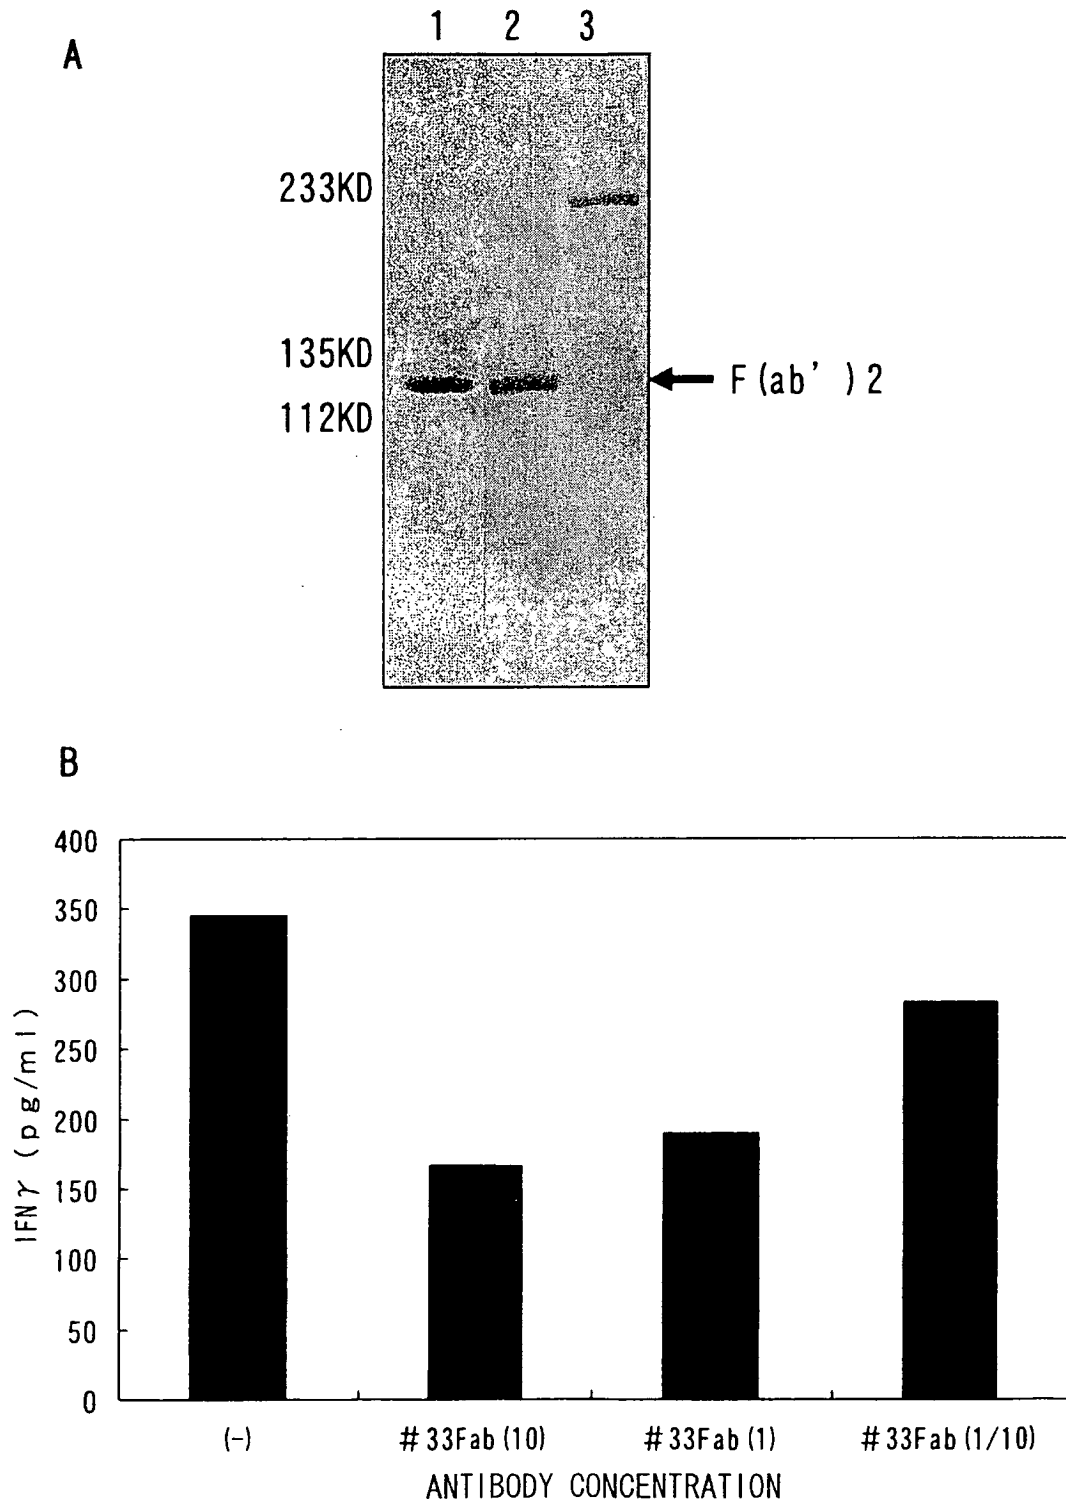 A
1 2 3
233KD
135KD
F(ab')2
112KD
B
400
350
300
250
200
150
100
50
0
IFNγ (pg/ml)
(-) #33Fab(10) #33Fab(1) #33Fab(1/10)
ANTIBODY CONCENTRATION